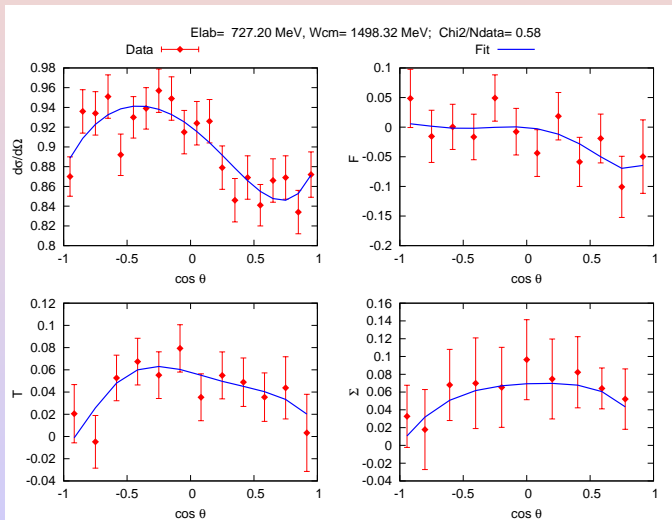 Elab= 727.20 MeV, Wcm= 1498.32 MeV; Chi2/Ndata= 0.58
Data Fit
0.98
0.96
0.94
0.92
0.9
0.88
0.86
0.84
0.82
0.8
dσ/dΩ
-1 -0.5 0 0.5 1
cos θ
0.1
0.05
0
-0.05
-0.1
-0.15
-0.2
F
-1 -0.5 0 0.5 1
cos θ
0.12
0.1
0.08
0.06
0.04
0.02
0
-0.02
-0.04
T
-1 -0.5 0 0.5 1
cos θ
0.16
0.14
0.12
0.1
0.08
0.06
0.04
0.02
0
-0.02
-0.04
Σ
-1 -0.5 0 0.5 1
cos θ